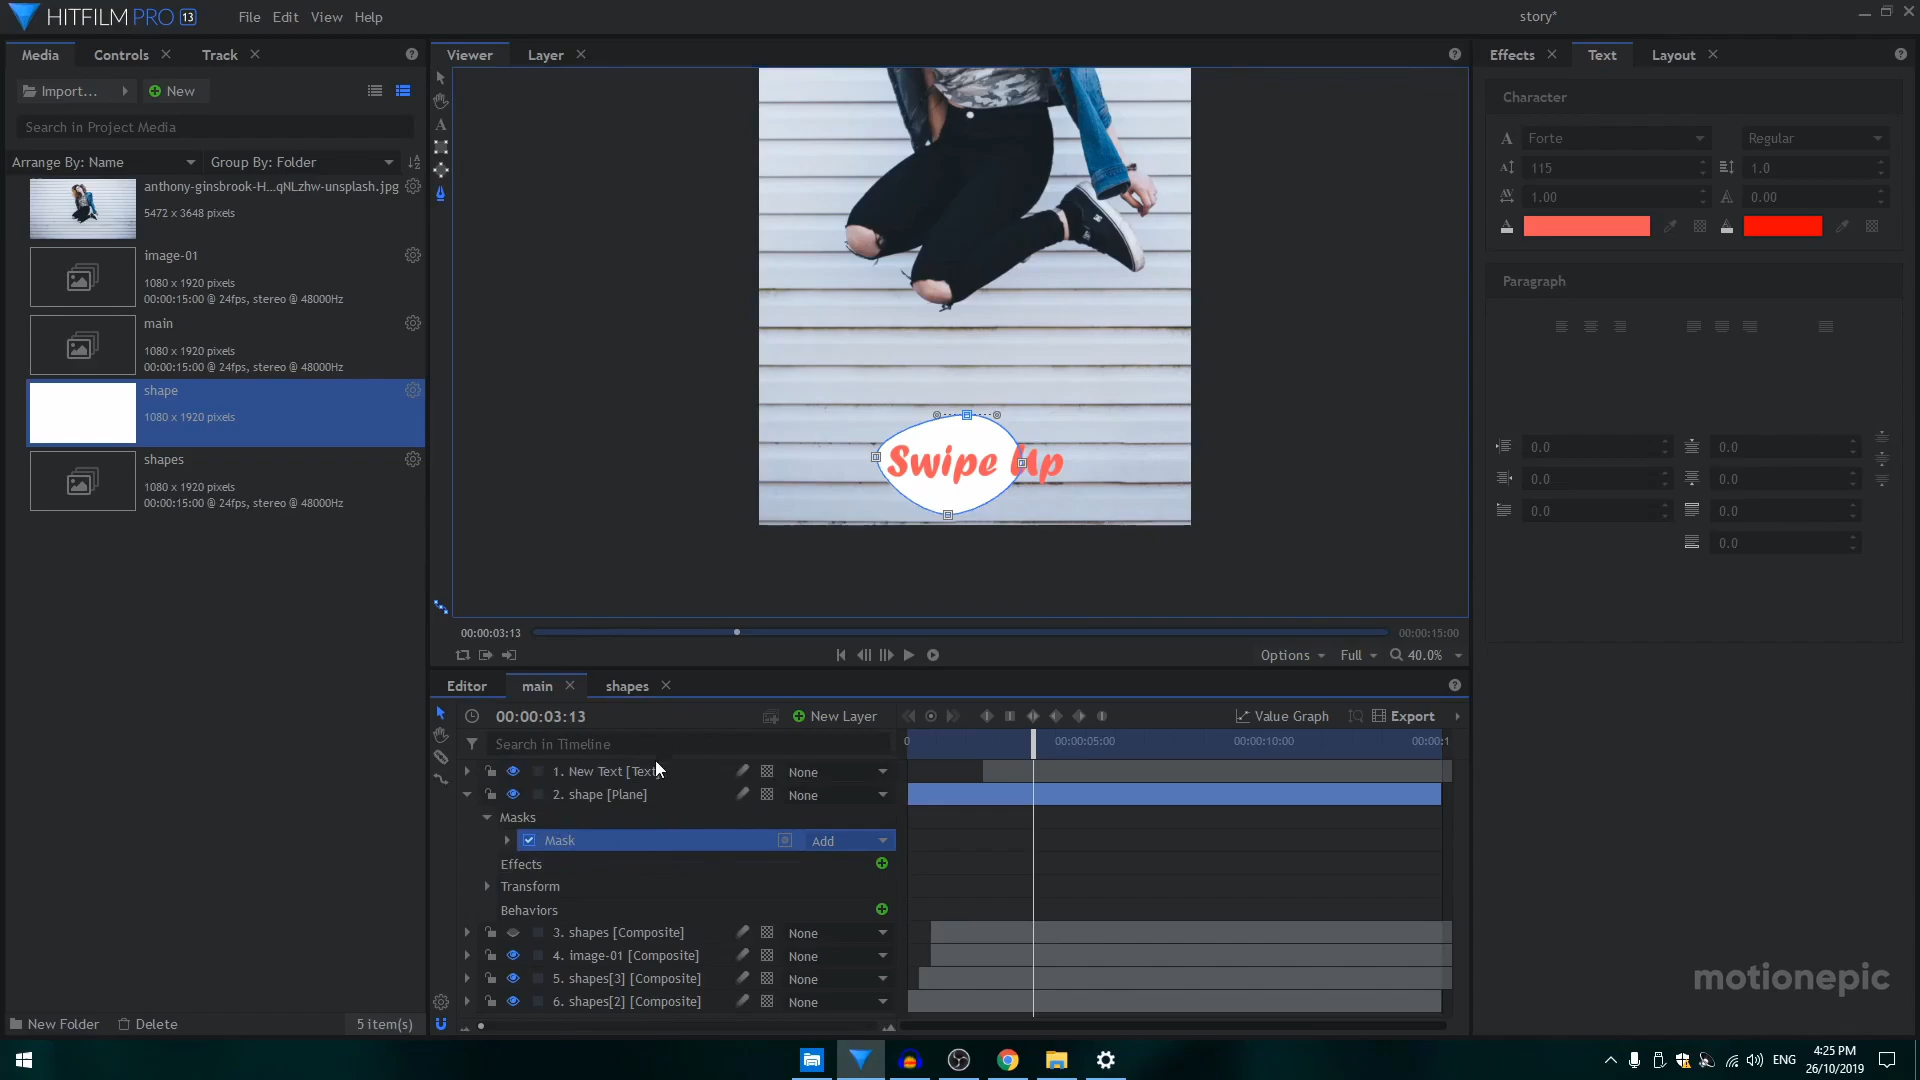 HITFILM PRO 13
File Edit View Help
story*
Media Controls Track
Import...
New
Search in Project Media
Arrange By: Name
Group By: Folder
anthony-ginsbrook-H...qNLzhw-unsplash.jpg
5472 x 3648 pixels
image-01
1080 x 1920 pixels
00:00:15:00 @ 24fps, stereo @ 48000Hz
main
1080 x 1920 pixels
00:00:15:00 @ 24fps, stereo @ 48000Hz
shape
1080 x 1920 pixels
shapes
1080 x 1920 pixels
00:00:15:00 @ 24fps, stereo @ 48000Hz
New Folder
Delete
5 item(s)
Viewer Layer
Swipe Up
00:00:03:13
00:00:15:00
Options
Full
40.0%
Editor main shapes
00:00:03:13
New Layer
Value Graph
Export
Search in Timeline
0
00:00:05:00
00:00:10:00
00:00:1
1. New Text [Text]
None
2. shape [Plane]
None
Masks
Mask
Add
Effects
Transform
Behaviors
3. shapes [Composite]
None
4. image-01 [Composite]
None
5. shapes[3] [Composite]
None
6. shapes[2] [Composite]
None
Effects Text Layout
Character
Forte
Regular
115
1.0
1.00
0.00
Paragraph
0.0
0.0
0.0
0.0
0.0
0.0
0.0
motionepic
ENG
4:25 PM
26/10/2019